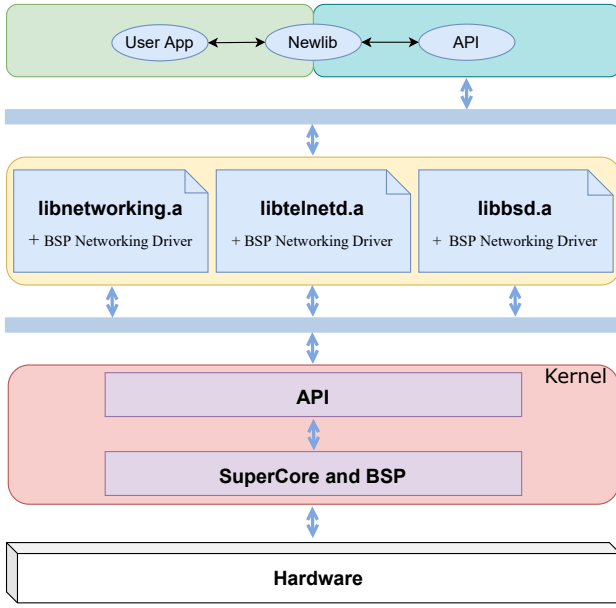 User App
Newlib
API
libnetworking.a
+ BSP Networking Driver
libtelnetd.a
+ BSP Networking Driver
libbsd.a
+ BSP Networking Driver
Kernel
API
SuperCore and BSP
Hardware